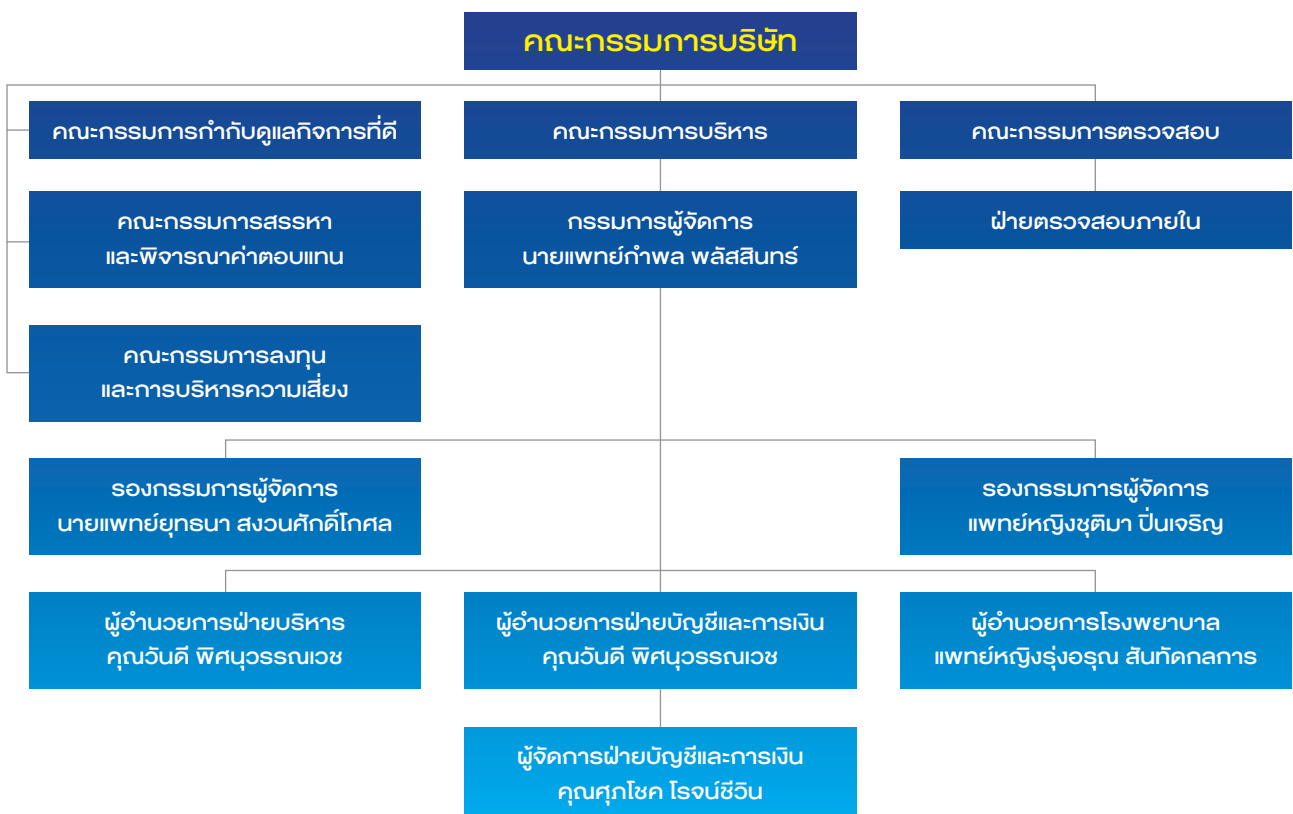 คณะกรรมการบริษัท
คณะกรรมการกำกับดูแลกิจการที่ดี
คณะกรรมการบริหาร
คณะกรรมการตรวจสอบ
คณะกรรมการสรรหา
และพิจารณาค่าตอบแทน
กรรมการผู้จัดการ
นายแพทย์กำพล พลัสสินทร์
ฝ่ายตรวจสอบภายใน
คณะกรรมการลงทุน
และการบริหารความเสี่ยง
รองกรรมการผู้จัดการ
นายแพทย์ยุทธนา สงวนศักดิ์โกศล
รองกรรมการผู้จัดการ
แพทย์หญิงชุติมา ปิ่นเจริญ
ผู้อำนวยการฝ่ายบริหาร
คุณวันดี พิศนุวรรณเวช
ผู้อำนวยการฝ่ายบัญชีและการเงิน
คุณวันดี พิศนุวรรณเวช
ผู้อำนวยการโรงพยาบาล
แพทย์หญิงรุ่งอรุณ สันทัดกลการ
ผู้จัดการฝ่ายบัญชีและการเงิน
คุณศุภโชค โรจน์ชีวิน